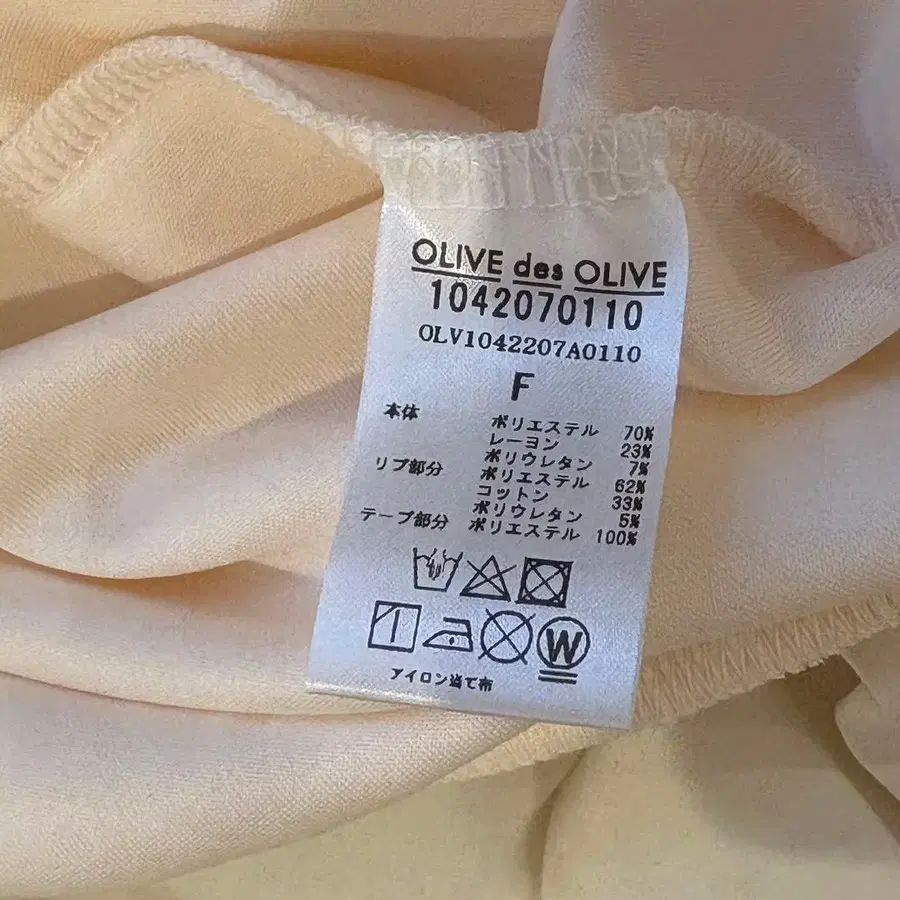 OLIVE des OLIVE
1042070110
OLV1042207A0110
F
本体 ポリエステル 70%
レーヨン 23%
ポリウレタン 7%
リブ部分 ポリエステル 62%
コットン 33%
ポリウレタン 5%
テープ部分 ポリエステル 100%
W
アイロン当て布